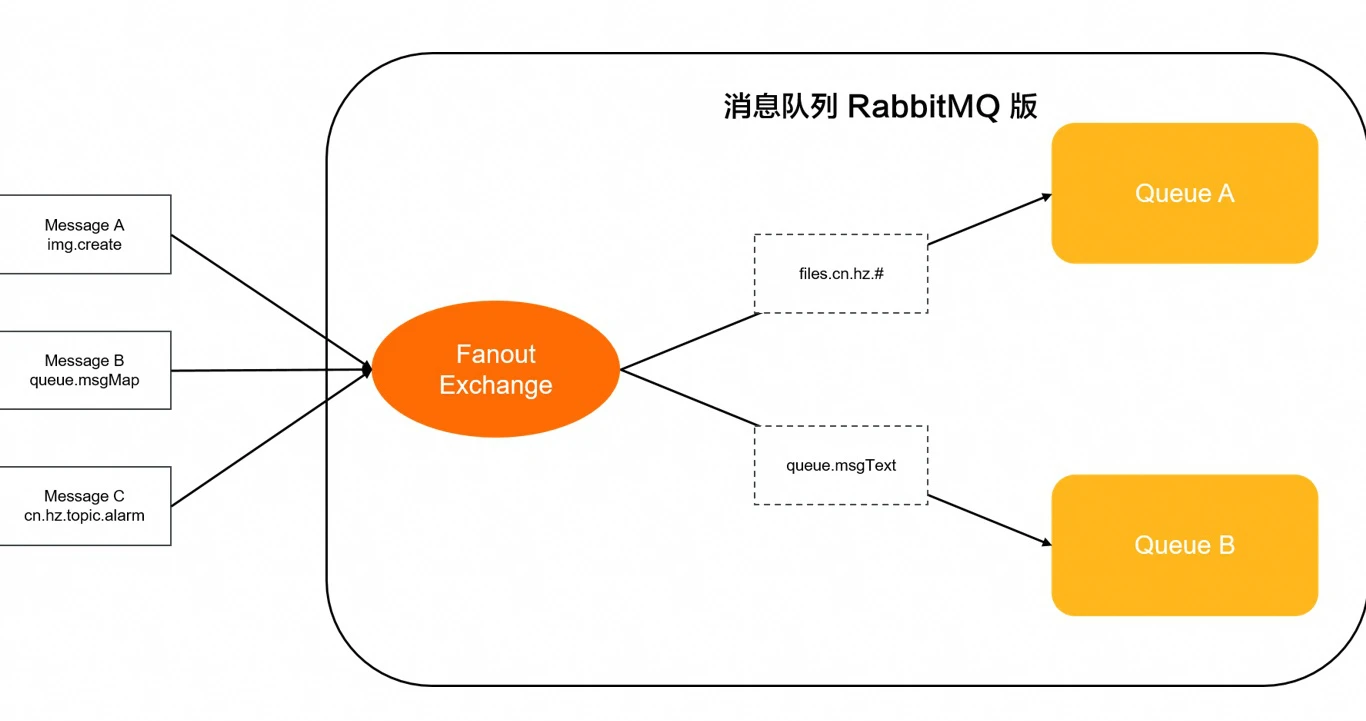 消息队列 RabbitMQ 版
Message A
img.create
Message B
queue.msgMap
Message C
cn.hz.topic.alarm
Fanout
Exchange
files.cn.hz.#
queue.msgText
Queue A
Queue B